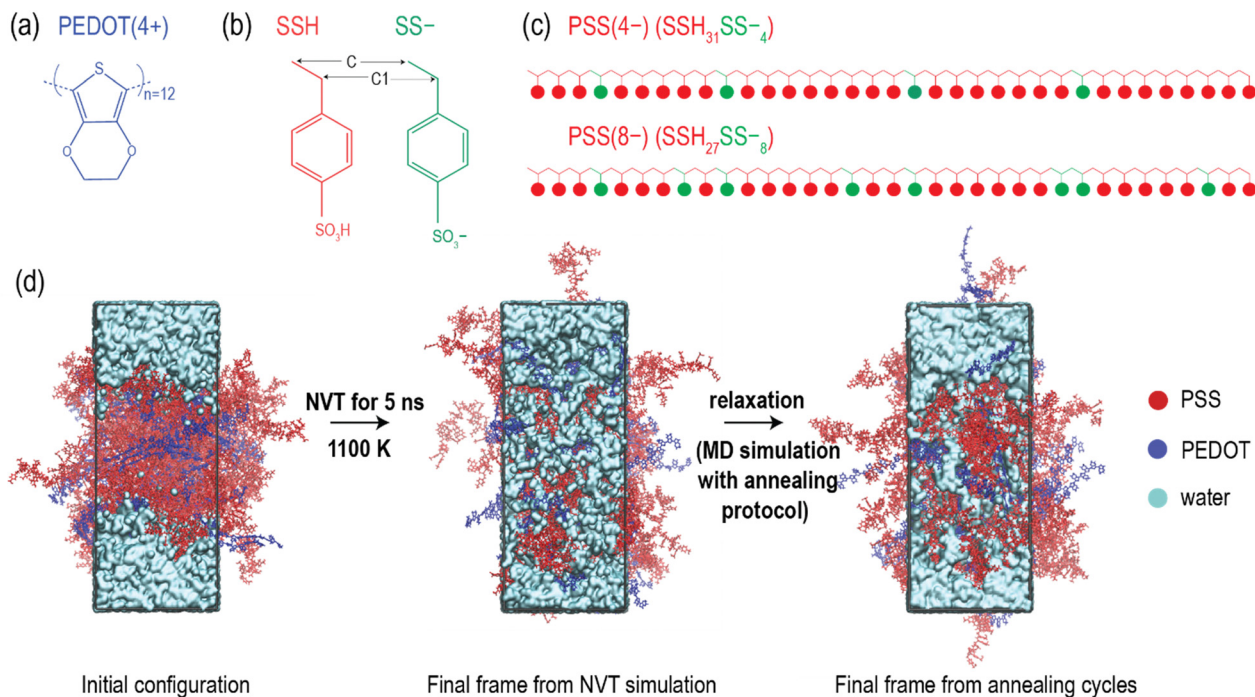 (a) PEDOT(4+)
S
n=12
O O
(b) SSH SS−
C
C1
SO₃H SO₃−
(c) PSS(4−) (SSH₃₁SS−₄)
PSS(8−) (SSH₂₇SS−₈)
(d)
NVT for 5 ns
1100 K
relaxation
(MD simulation
with annealing
protocol)
PSS
PEDOT
water
Initial configuration
Final frame from NVT simulation
Final frame from annealing cycles